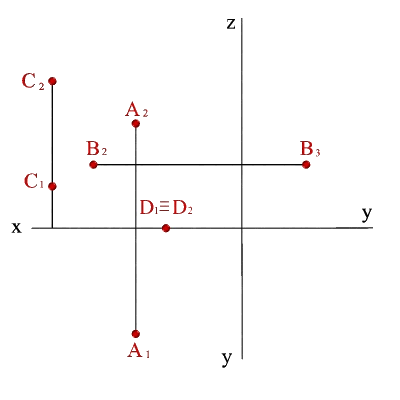 z
C₂
A₂
B₂
B₃
C₁
D₁≡D₂
x
y
A₁
y